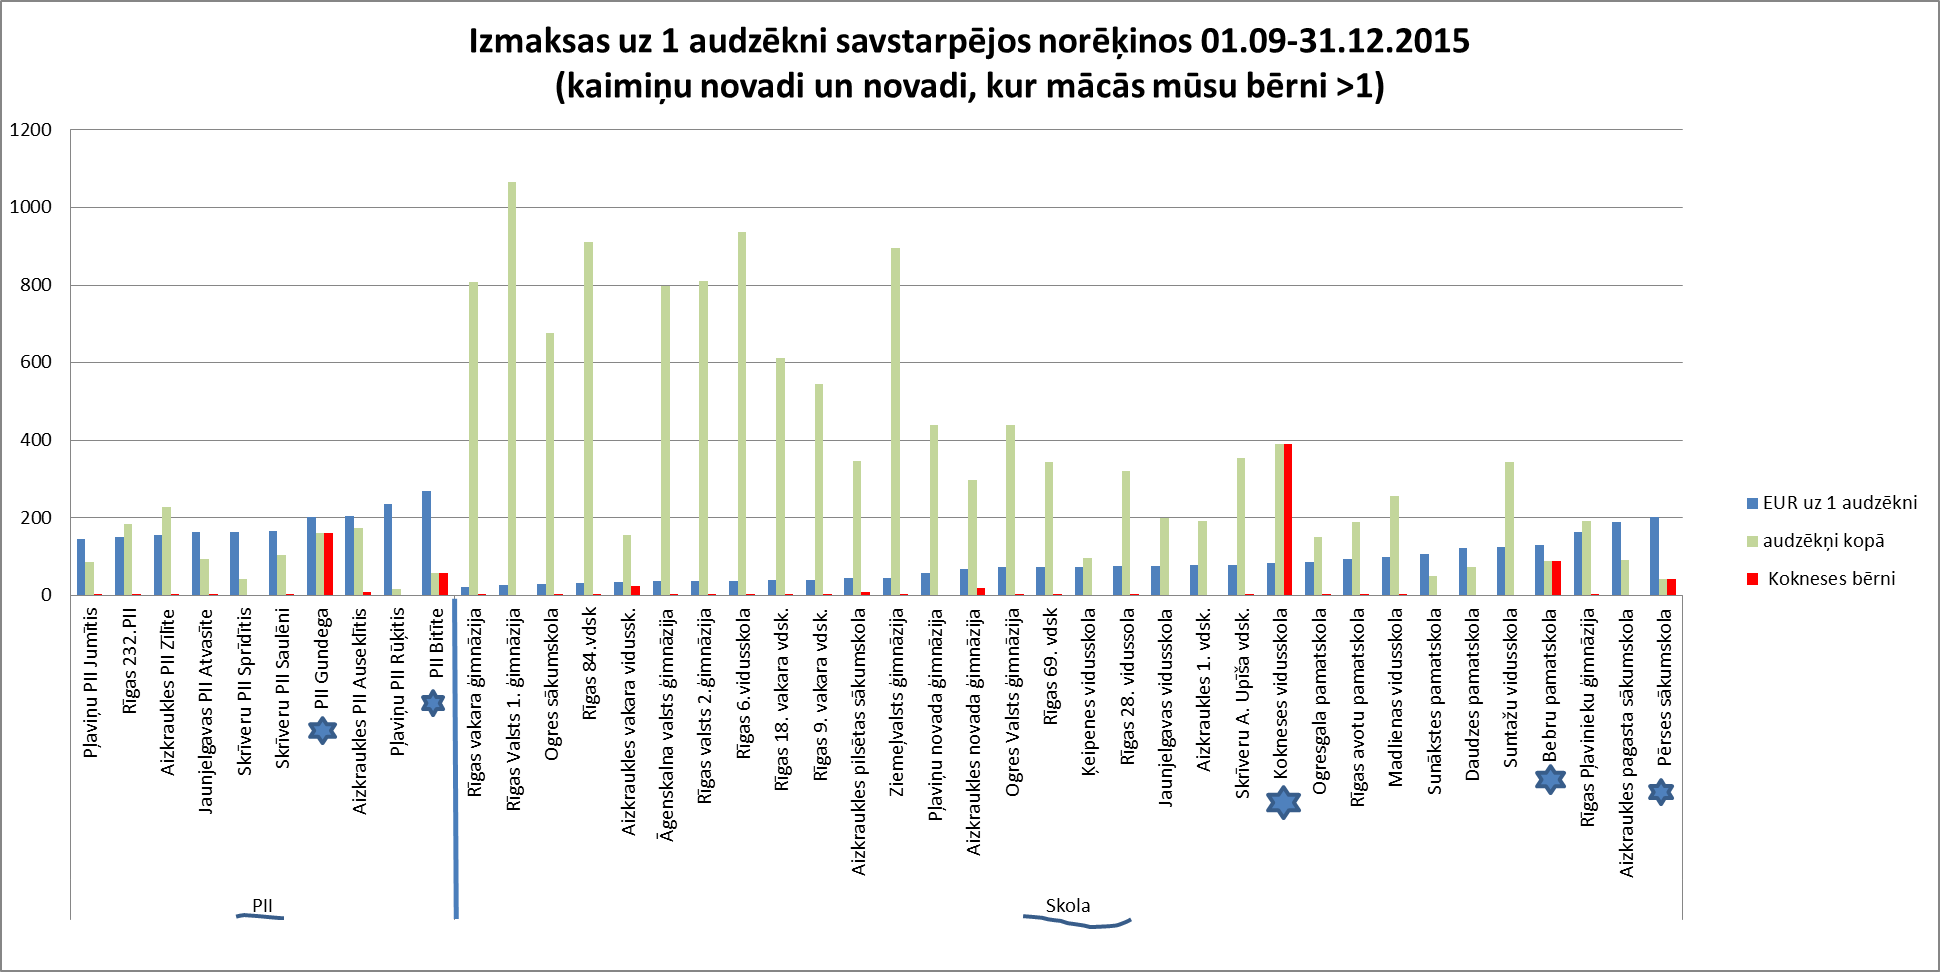 Izmaksas uz 1 audzēkni savstarpējos norēķinos 01.09-31.12.2015
(kaimiņu novadi un novadi, kur mācās mūsu bērni >1)
1200
1000
800
600
400
200
0
Pļaviņu PII Jumītis
Rīgas 232.PII
Aizkraukles PII Zīlīte
Jaunjelgavas PII Atvasīte
Skrīveru PII Sprīdītis
Skrīveru PII Saulēni
PII Gundega
Aizkraukles PII Auseklītis
Pļaviņu PII Rūķītis
PII Bitīte
Rīgas vakara ģimnāzija
Rīgas Valsts 1. ģimnāzija
Ogres sākumskola
Rīgas 84.vdsk
Aizkraukles vakara vidussk.
Āgenskalna valsts ģimnāzija
Rīgas valsts 2.ģimnāzija
Rīgas 6.vidusskola
Rīgas 18. vakara vdsk.
Rīgas 9. vakara vdsk.
Aizkraukles pilsētas sākumskola
Ziemeļvalsts ģimnāzija
Pļaviņu novada ģimnāzija
Aizkraukles novada ģimnāzija
Ogres Valsts ģimnāzija
Rīgas 69. vdsk
Ķeipenes vidusskola
Rīgas 28. vidussola
Jaunjelgavas vidusskola
Aizkraukles 1. vdsk.
Skrīveru A. Upīša vdsk.
Kokneses vidusskola
Ogresgala pamatskola
Rīgas avotu pamatskola
Madlienas vidusskola
Sunākstes pamatskola
Daudzes pamatskola
Suntažu vidusskola
Bebru pamatskola
Rīgas Pļavinieku ģimnāzija
Aizkraukles pagasta sākumskola
Pērses sākumskola
PII
Skola
EUR uz 1 audzēkni
audzēkņi kopā
Kokneses bērni